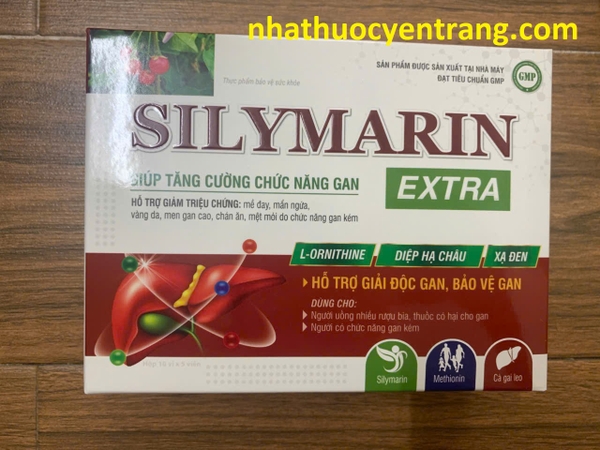 nhathuocyentrang.com
Thực phẩm bảo vệ sức khỏe
SẢN PHẨM ĐƯỢC SẢN XUẤT TẠI NHÀ MÁY
ĐẠT TIÊU CHUẨN GMP
GMP
SILYMARIN
GIÚP TĂNG CƯỜNG CHỨC NĂNG GAN
EXTRA
HỖ TRỢ GIẢM TRIỆU CHỨNG: mề đay, mẩn ngứa,
vàng da, men gan cao, chán ăn, mệt mỏi do chức năng gan kém
L-ORNITHINE
DIỆP HẠ CHÂU
XẠ ĐEN
HỖ TRỢ GIẢI ĐỘC GAN, BẢO VỆ GAN
DÙNG CHO:
Người uống nhiều rượu bia, thuốc có hại cho gan
Người có chức năng gan kém
Silymarin
Methionin
Cà gai leo